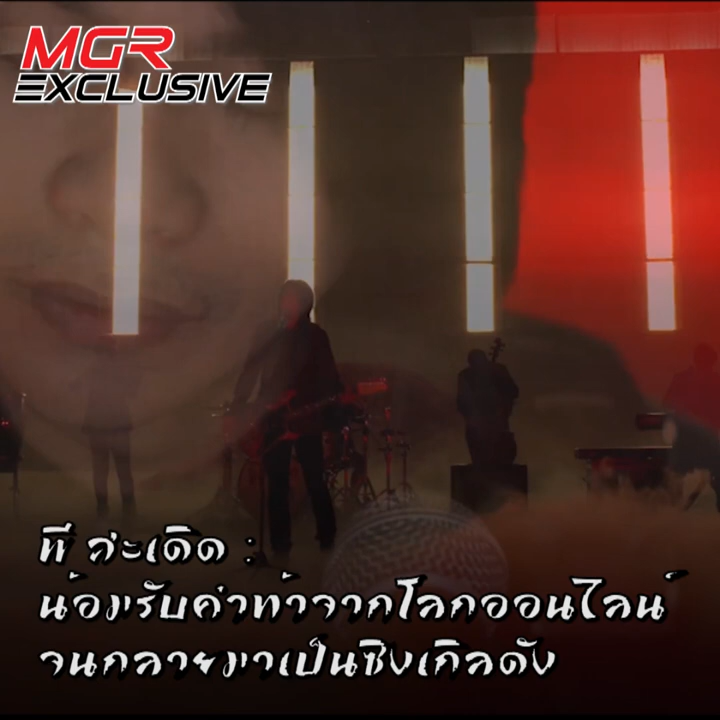 MGR
EXCLUSIVE
ที สะเดิด :
น้อมรับคำท้าจากโลกออนไลน์
จนกลายมาเป็นซิงเกิลดัง